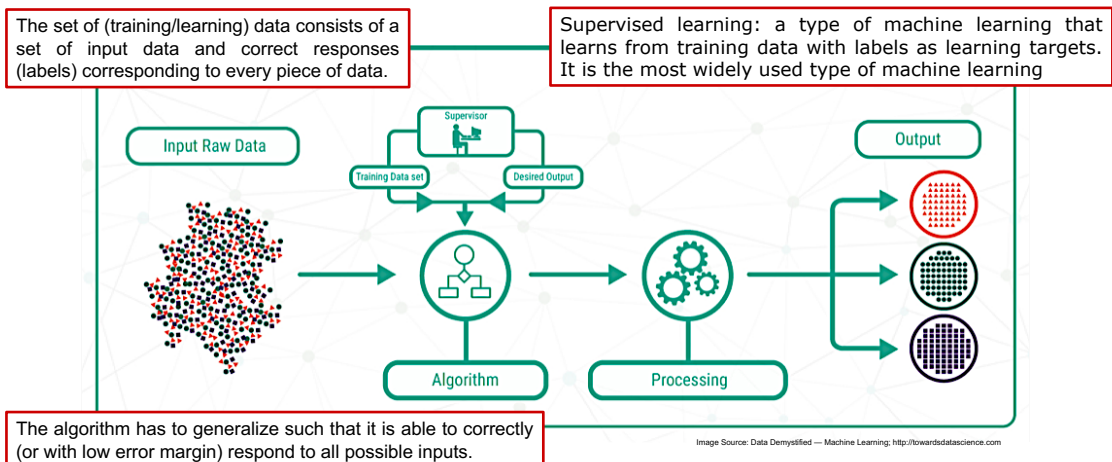 The set of (training/learning) data consists of a
set of input data and correct responses
(labels) corresponding to every piece of data.
Supervised learning: a type of machine learning that
learns from training data with labels as learning targets.
It is the most widely used type of machine learning
Input Raw Data
Supervisor
Training Data set
Desired Output
Output
Algorithm
Processing
The algorithm has to generalize such that it is able to correctly
(or with low error margin) respond to all possible inputs.
Image Source: Data Demystified — Machine Learning; http://towardsdatascience.com